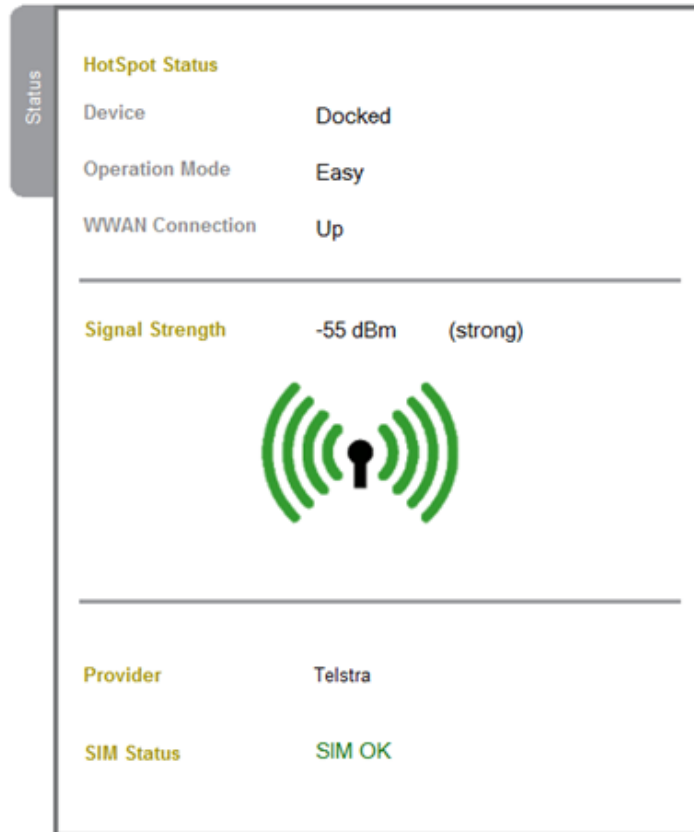 Status
HotSpot Status
Device Docked
Operation Mode Easy
WWAN Connection Up
Signal Strength -55 dBm (strong)
Provider Telstra
SIM Status SIM OK